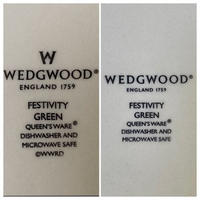 W
WEDGWOOD®
ENGLAND 1759
FESTIVITY
GREEN
QUEEN'S WARE®
DISHWASHER AND
MICROWAVE SAFE
©WWRD
WEDGWOOD®
ENGLAND 1759
FESTIVITY
GREEN
QUEEN'S WARE®
DISHWASHER AND
MICROWAVE SAFE